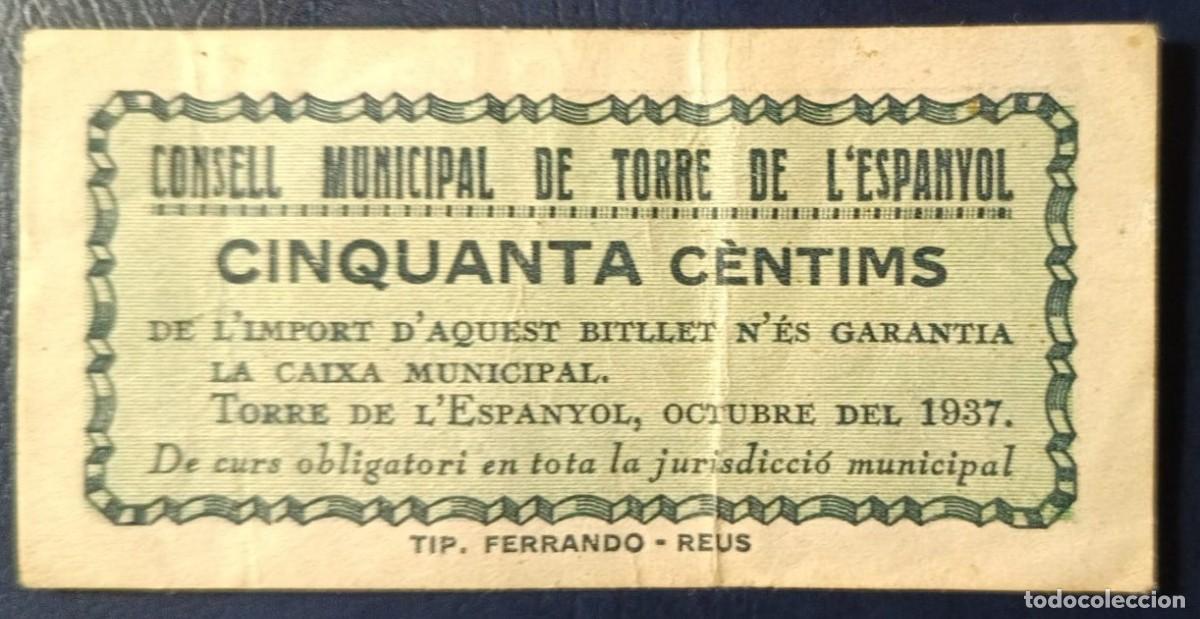 CONSELL MUNICIPAL DE TORRE DE L'ESPANYOL
CINQUANTA CÈNTIMS
DE L'IMPORT D'AQUEST BITLLET N'ÉS GARANTIA
LA CAIXA MUNICIPAL.
TORRE DE L'ESPANYOL, OCTUBRE DEL 1937.
De curs obligatori en tota la jurisdicció municipal
TIP. FERRANDO - REUS
todocoleccion